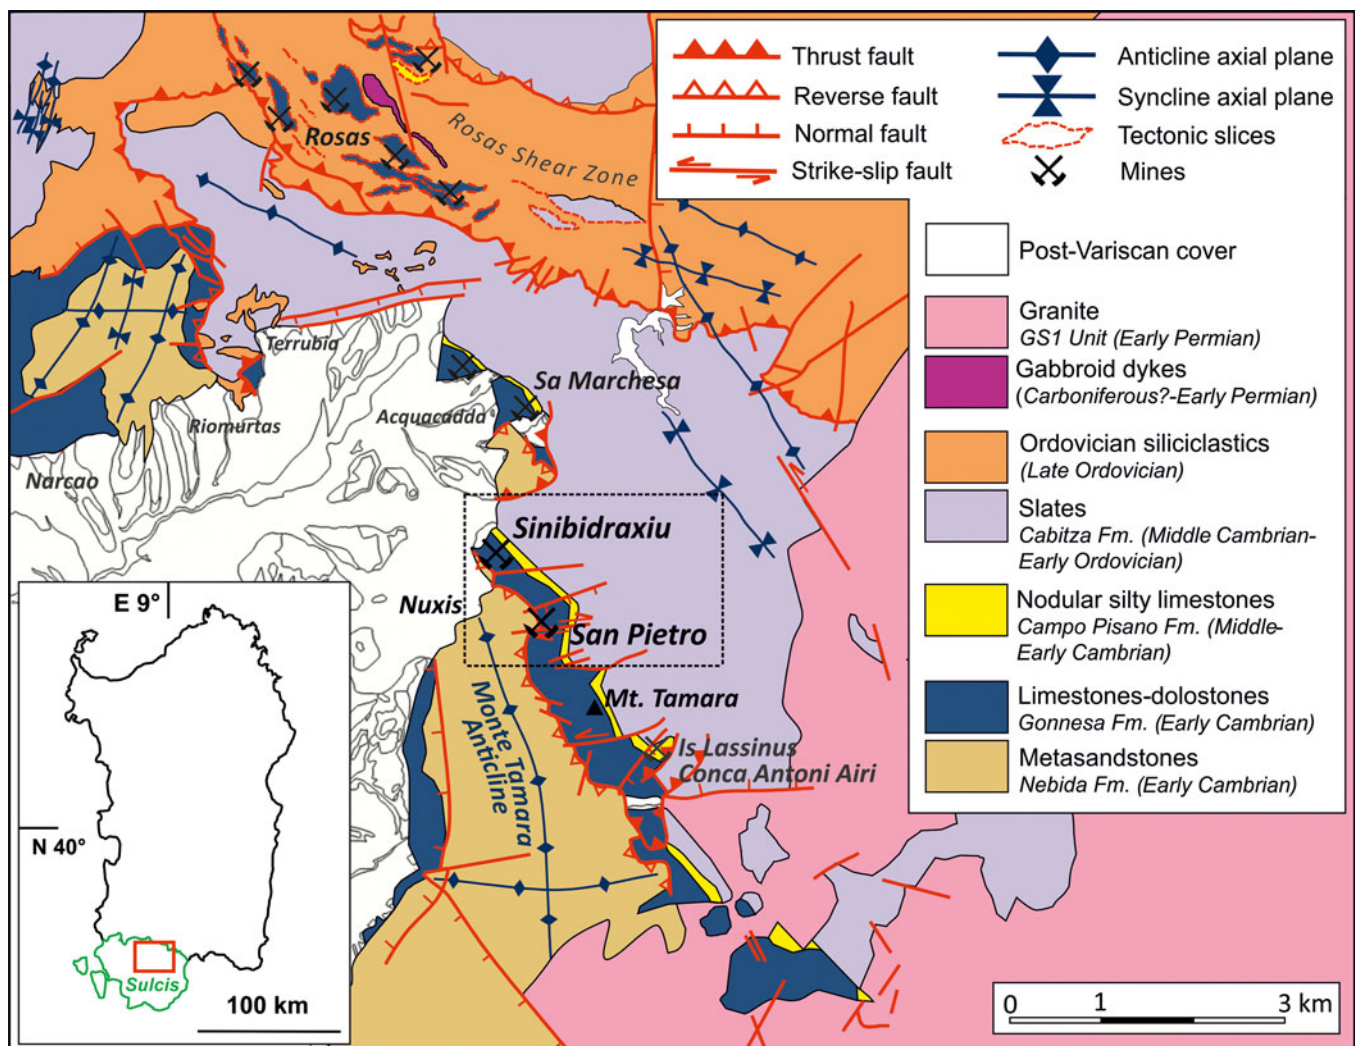 Thrust fault
Reverse fault
Normal fault
Strike-slip fault
Anticline axial plane
Syncline axial plane
Tectonic slices
Mines
Post-Variscan cover
Granite
GS1 Unit (Early Permian)
Gabbroid dykes
(Carboniferous?-Early Permian)
Ordovician siliciclastics
(Late Ordovician)
Slates
Cabitza Fm. (Middle Cambrian-
Early Ordovician)
Nodular silty limestones
Campo Pisano Fm. (Middle-
Early Cambrian)
Limestones-dolostones
Gonnesa Fm. (Early Cambrian)
Metasandstones
Nebida Fm. (Early Cambrian)
Rosas
Rosas Shear Zone
Terrubia
Sa Marchesa
Acquacadda
Riomurtas
Narcao
Sinibidraxiu
Nuxis
San Pietro
Mt. Tamara
Monte Tamara
Anticline
Is Lassinus
Conca Antoni Airi
E 9°
N 40°
Sulcis
100 km
0 1 3 km